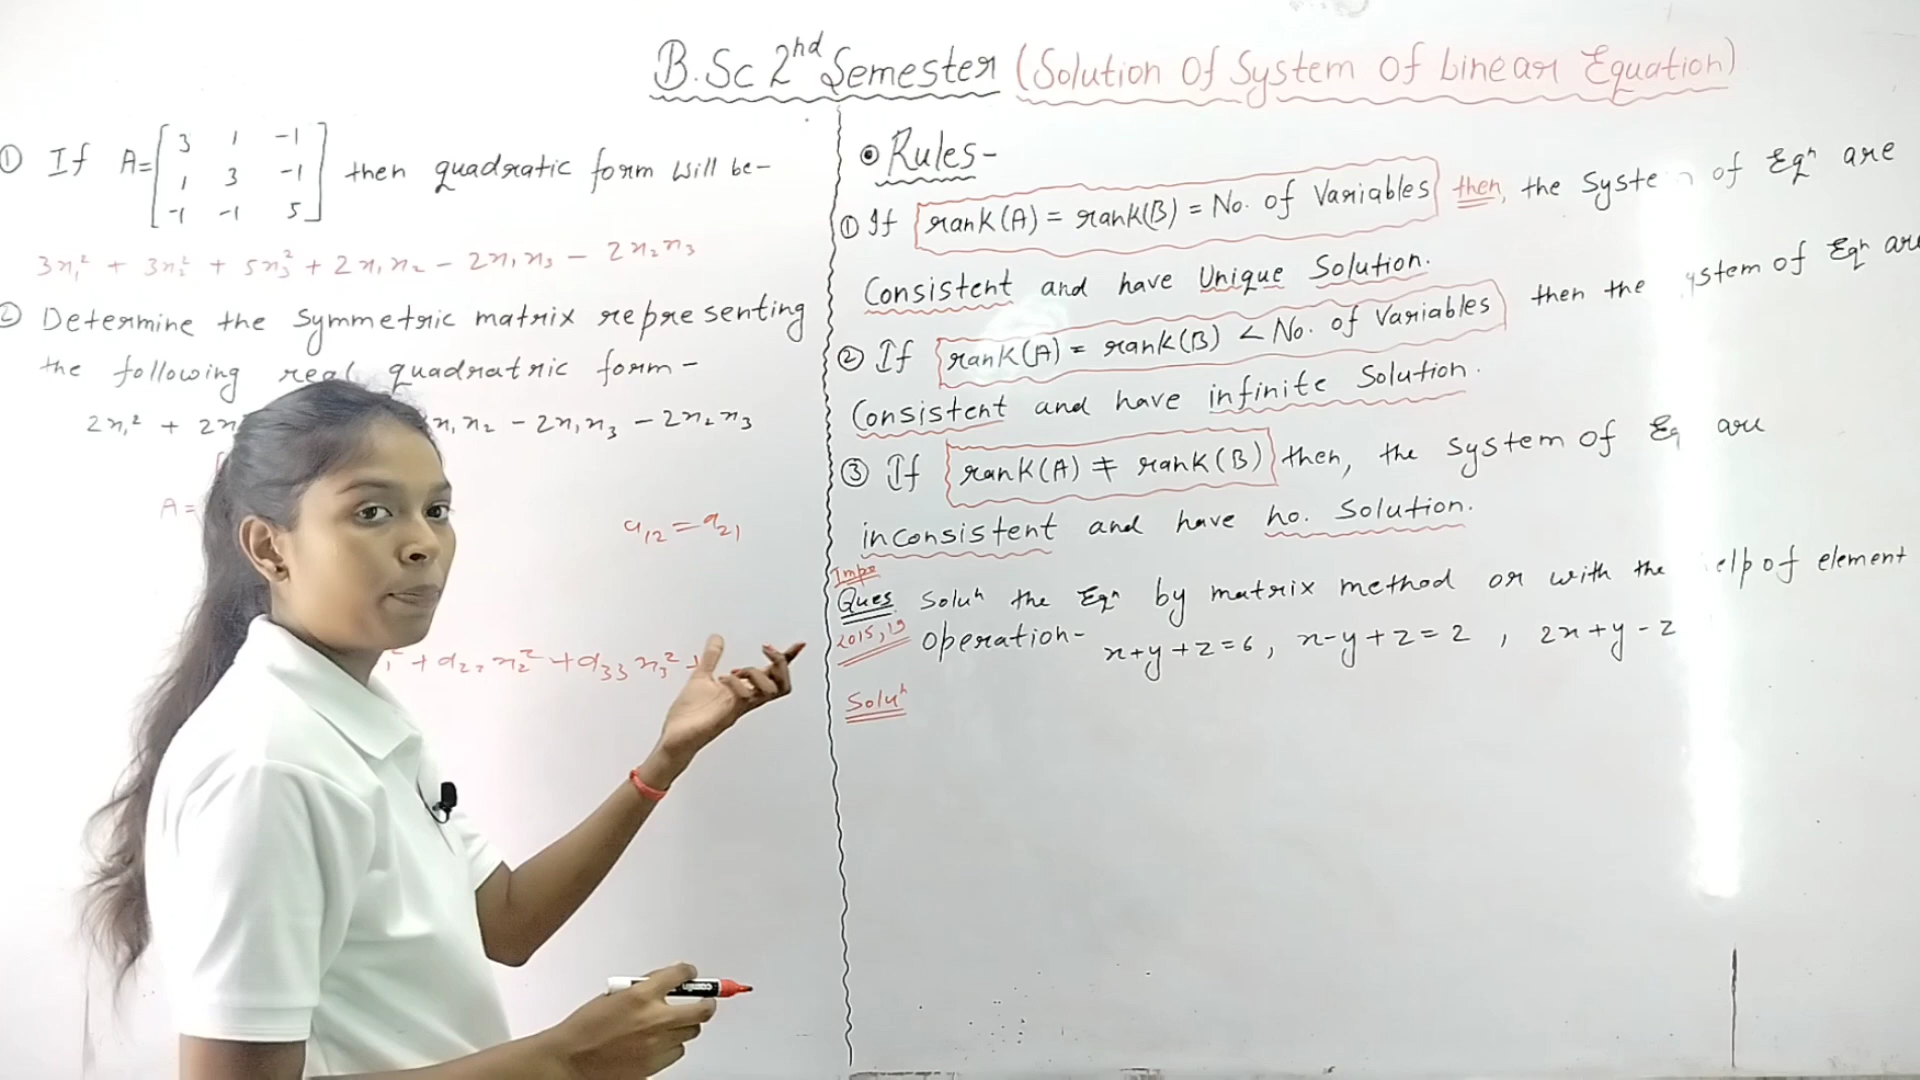 B.Sc 2nd Semester (Solution Of System Of Linear Equation)
① If A= [3 1 -1
1 3 -1
-1 -1 5] then quadratic form will be-
3x₁² + 3x₂² + 5x₃² + 2x₁x₂ - 2x₁x₃ - 2x₂x₃
② Determine the symmetric matrix representing
the following real quadratric form -
2x₁² + 2x x₁x₂ - 2x₁x₃ - 2x₂x₃
A=
a₁₂ = a₂₁
² + a₂₂x₂² + a₃₃x₃² +
Rules-
① If rank(A) = rank(B) = No. of Variables then, the System of Eqⁿ are
Consistent and have Unique Solution.
② If rank(A) = rank(B) < No. of Variables then the ystem of Eqⁿ are
Consistent and have infinite Solution.
③ If rank(A) ≠ rank(B) then, the System of Eq are
inconsistent and have no. Solution.
Impo
Ques Soluⁿ the Eqⁿ by matrix method or with the elp of element
2015,19 Operation- x+y+z=6, x-y+z=2, 2x+y-z
Soluⁿ